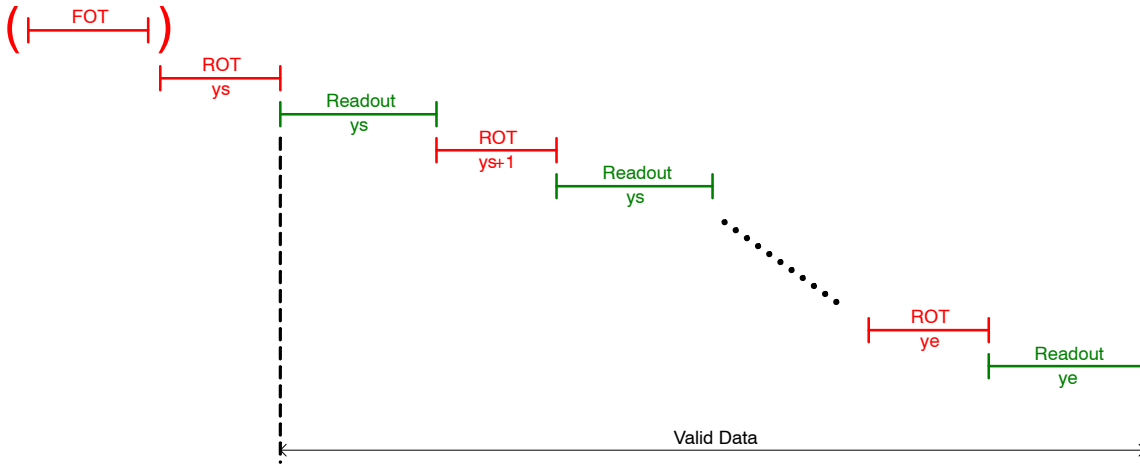 ( FOT )
ROT
ys
Readout
ys
ROT
ys+1
Readout
ys
ROT
ye
Readout
ye
Valid Data